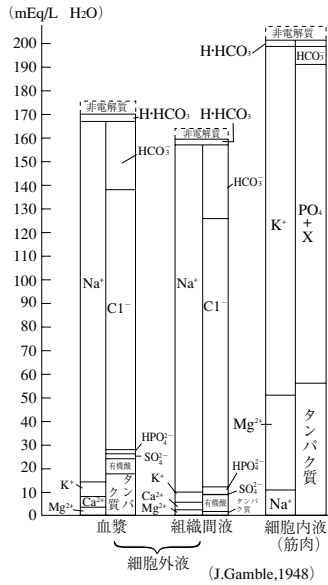 (mEq/L H₂O)
200
190
180
170
160
150
140
130
120
110
100
90
80
70
60
50
40
30
20
10
0
非電解質
H·HCO₃
HCO₃⁻
Na⁺
Cl⁻
HPO₄²⁻
SO₄²⁻
有機酸
K⁺
Ca²⁺
Mg²⁺
タンパク質
血漿
非電解質
H·HCO₃
HCO₃⁻
Na⁺
Cl⁻
HPO₄²⁻
SO₄²⁻
有機酸
K⁺
Ca²⁺
Mg²⁺
タンパク質
組織間液
細胞外液
非電解質
H·HCO₃
HCO₃⁻
K⁺
PO₄
+
X
Mg²⁺
タンパク質
Na⁺
細胞内液
(筋肉)
(J.Gamble,1948)